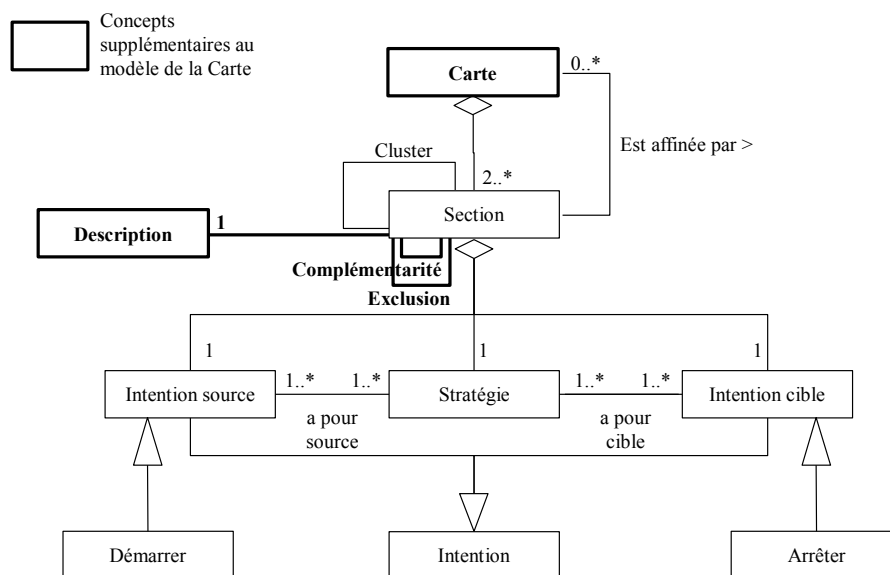 Concepts
supplémentaires au
modèle de la Carte
Carte
0..*
Est affinée par >
Cluster
2..*
Section
Description
1
Complémentarité
Exclusion
1
1
1
Intention source
1..*
1..*
Stratégie
1..*
1..*
Intention cible
a pour
source
a pour
cible
Démarrer
Intention
Arrêter